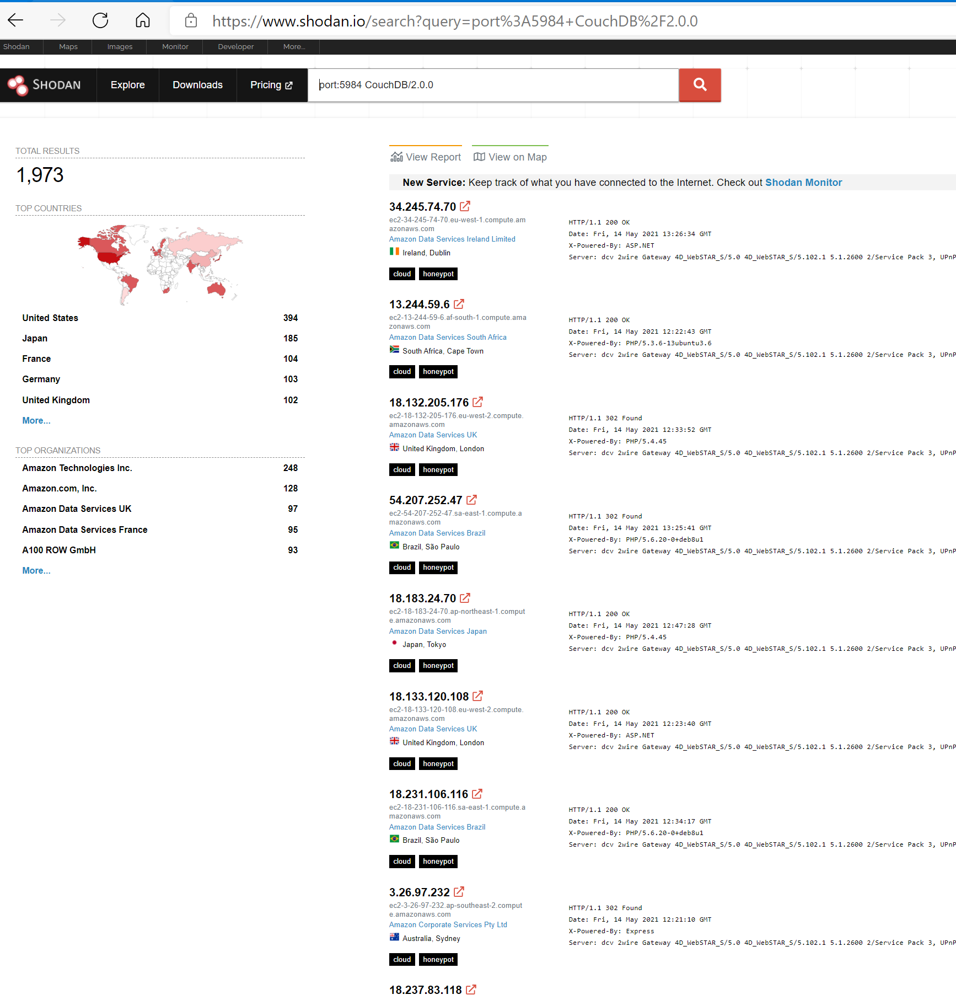 https://www.shodan.io/search?query=port%3A5984+CouchDB%2F2.0.0
Shodan Maps Images Monitor Developer More...
SHODAN Explore Downloads Pricing port:5984 CouchDB/2.0.0
TOTAL RESULTS
1,973
TOP COUNTRIES
United States 394
Japan 185
France 104
Germany 103
United Kingdom 102
More...
TOP ORGANIZATIONS
Amazon Technologies Inc. 248
Amazon.com, Inc. 128
Amazon Data Services UK 97
Amazon Data Services France 95
A100 ROW GmbH 93
More...
View Report View on Map
New Service: Keep track of what you have connected to the Internet. Check out Shodan Monitor
34.245.74.70
ec2-34-245-74-70.eu-west-1.compute.am
azonaws.com
Amazon Data Services Ireland Limited
Ireland, Dublin
cloud honeypot
HTTP/1.1 200 OK
Date: Fri, 14 May 2021 13:26:34 GMT
X-Powered-By: ASP.NET
Server: dcv 2wire Gateway 4D_WebSTAR_S/5.0 4D_WebSTAR_S/5.102.1 5.1.2600 2/Service Pack 3, UPnP
13.244.59.6
ec2-13-244-59-6.af-south-1.compute.ama
zonaws.com
Amazon Data Services South Africa
South Africa, Cape Town
cloud honeypot
HTTP/1.1 200 OK
Date: Fri, 14 May 2021 12:22:43 GMT
X-Powered-By: PHP/5.3.6-13ubuntu3.6
Server: dcv 2wire Gateway 4D_WebSTAR_S/5.0 4D_WebSTAR_S/5.102.1 5.1.2600 2/Service Pack 3, UPnP
18.132.205.176
ec2-18-132-205-176.eu-west-2.compute.
amazonaws.com
Amazon Data Services UK
United Kingdom, London
cloud honeypot
HTTP/1.1 302 Found
Date: Fri, 14 May 2021 12:33:52 GMT
X-Powered-By: PHP/5.4.45
Server: dcv 2wire Gateway 4D_WebSTAR_S/5.0 4D_WebSTAR_S/5.102.1 5.1.2600 2/Service Pack 3, UPnP
54.207.252.47
ec2-54-207-252-47.sa-east-1.compute.a
mazonaws.com
Amazon Data Services Brazil
Brazil, São Paulo
cloud honeypot
HTTP/1.1 302 Found
Date: Fri, 14 May 2021 13:25:41 GMT
X-Powered-By: PHP/5.6.20-0+deb8u1
Server: dcv 2wire Gateway 4D_WebSTAR_S/5.0 4D_WebSTAR_S/5.102.1 5.1.2600 2/Service Pack 3, UPnP
18.183.24.70
ec2-18-183-24-70.ap-northeast-1.comput
e.amazonaws.com
Amazon Data Services Japan
Japan, Tokyo
cloud honeypot
HTTP/1.1 200 OK
Date: Fri, 14 May 2021 12:47:28 GMT
X-Powered-By: PHP/5.4.45
Server: dcv 2wire Gateway 4D_WebSTAR_S/5.0 4D_WebSTAR_S/5.102.1 5.1.2600 2/Service Pack 3, UPnP
18.133.120.108
ec2-18-133-120-108.eu-west-2.compute.
amazonaws.com
Amazon Data Services UK
United Kingdom, London
cloud honeypot
HTTP/1.1 200 OK
Date: Fri, 14 May 2021 12:23:40 GMT
X-Powered-By: ASP.NET
Server: dcv 2wire Gateway 4D_WebSTAR_S/5.0 4D_WebSTAR_S/5.102.1 5.1.2600 2/Service Pack 3, UPnP
18.231.106.116
ec2-18-231-106-116.sa-east-1.compute.a
mazonaws.com
Amazon Data Services Brazil
Brazil, São Paulo
cloud honeypot
HTTP/1.1 200 OK
Date: Fri, 14 May 2021 12:34:17 GMT
X-Powered-By: PHP/5.6.20-0+deb8u1
Server: dcv 2wire Gateway 4D_WebSTAR_S/5.0 4D_WebSTAR_S/5.102.1 5.1.2600 2/Service Pack 3, UPnP
3.26.97.232
ec2-3-26-97-232.ap-southeast-2.comput
e.amazonaws.com
Amazon Corporate Services Pty Ltd
Australia, Sydney
cloud honeypot
HTTP/1.1 302 Found
Date: Fri, 14 May 2021 12:21:10 GMT
X-Powered-By: Express
Server: dcv 2wire Gateway 4D_WebSTAR_S/5.0 4D_WebSTAR_S/5.102.1 5.1.2600 2/Service Pack 3, UPnP
18.237.83.118